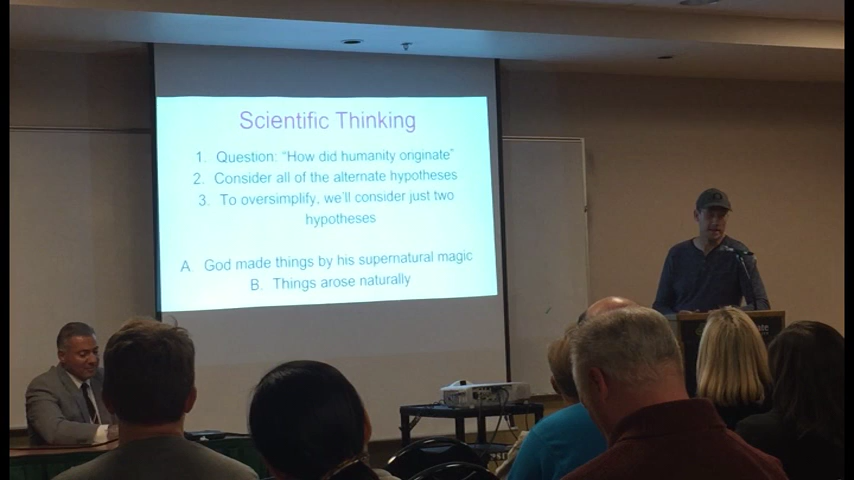 Scientific Thinking
1. Question: “How did humanity originate”
2. Consider all of the alternate hypotheses
3. To oversimplify, we'll consider just two
hypotheses
A. God made things by his supernatural magic
B. Things arose naturally